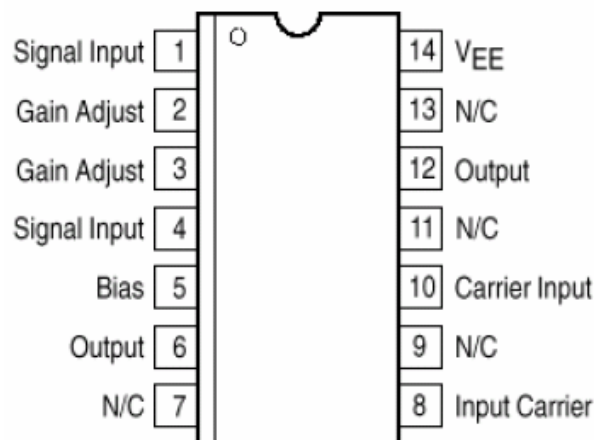 Signal Input 1
Gain Adjust 2
Gain Adjust 3
Signal Input 4
Bias 5
Output 6
N/C 7
14 VEE
13 N/C
12 Output
11 N/C
10 Carrier Input
9 N/C
8 Input Carrier